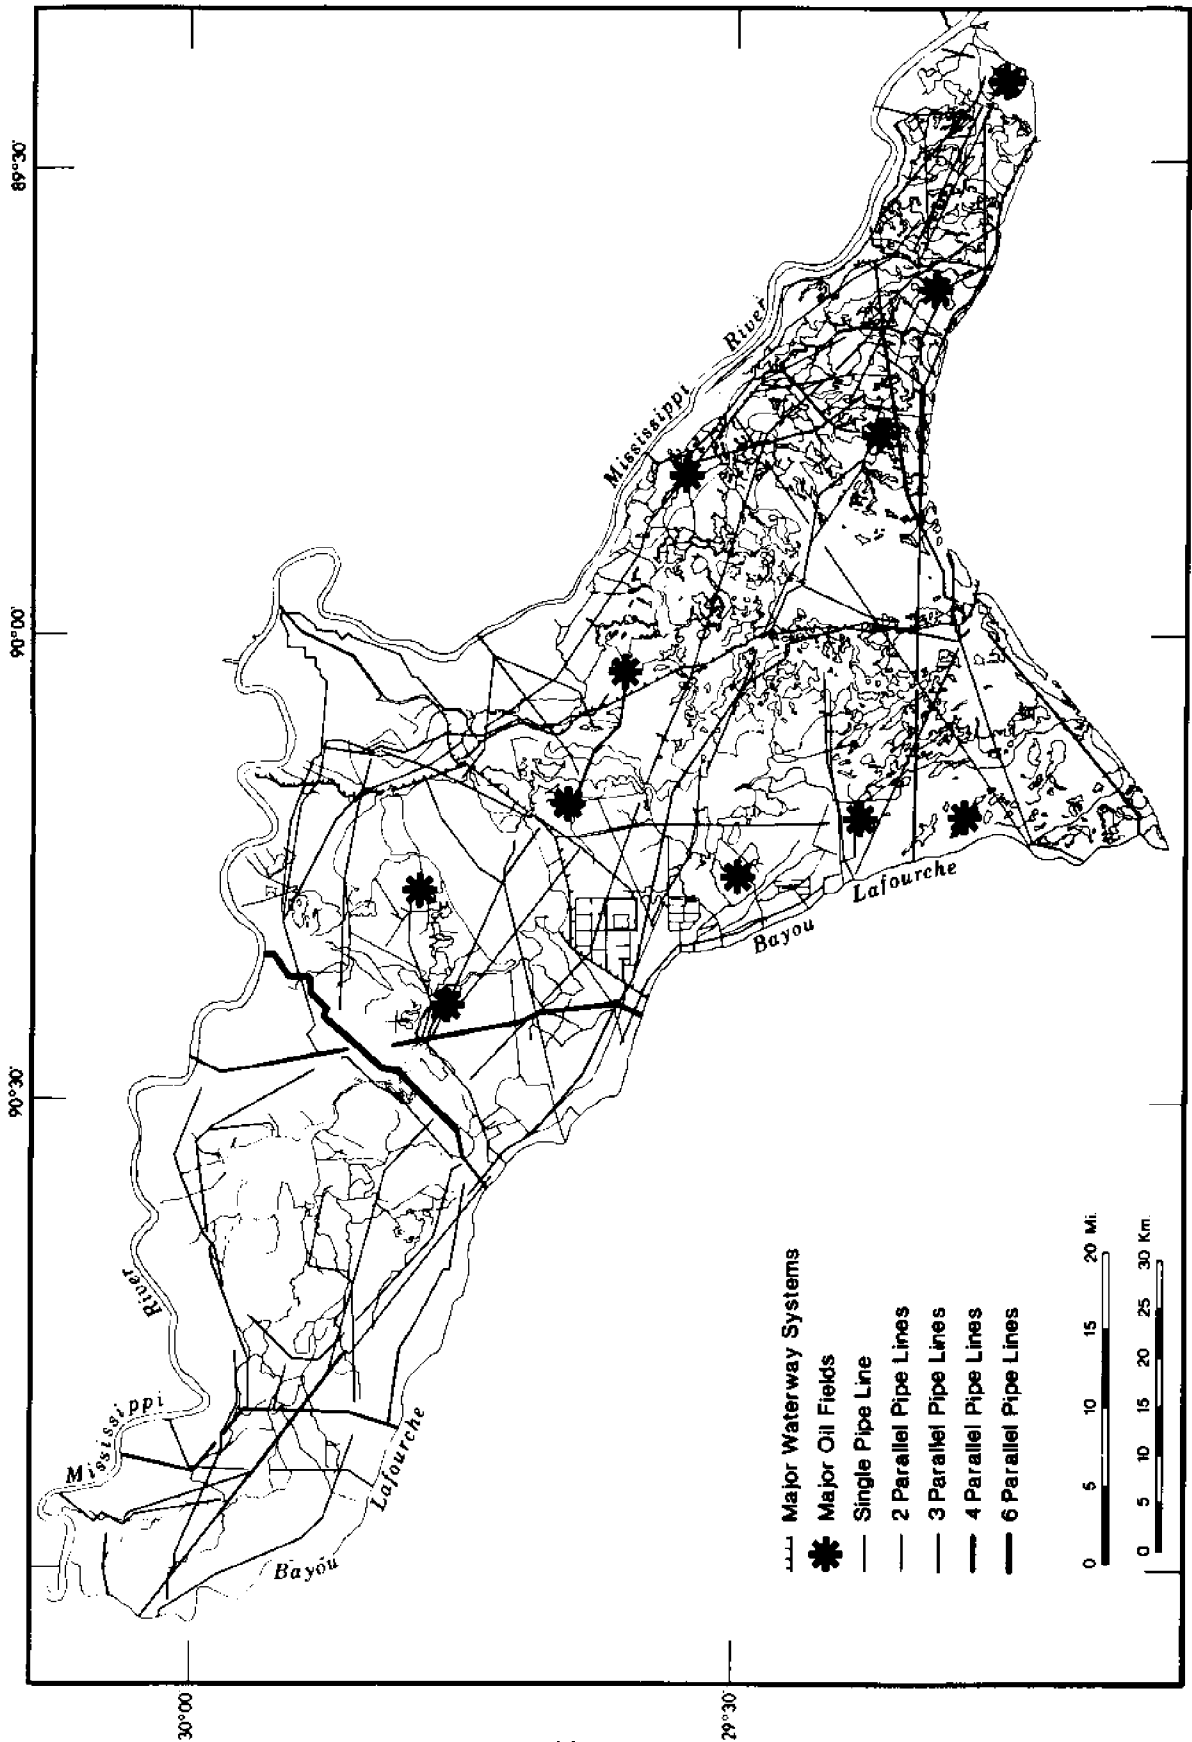 90°30'
90°00'
89°30'
30°00'
29°30'
Mississippi
River
Mississippi
River
Bayou
Lafourche
Bayou
Lafourche
Major Waterway Systems
Major Oil Fields
Single Pipe Line
2 Parallel Pipe Lines
3 Parallel Pipe Lines
4 Parallel Pipe Lines
6 Parallel Pipe Lines
0 5 10 15 20 Mi.
0 5 10 15 20 25 30 Km.